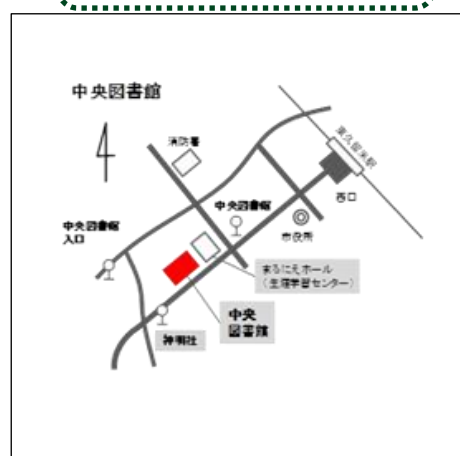 中央図書館
消防署
東久留米駅
西口
中央図書館
市役所
中央図書館
入口
まろにえホール
(生涯学習センター)
中央
図書館
神明社